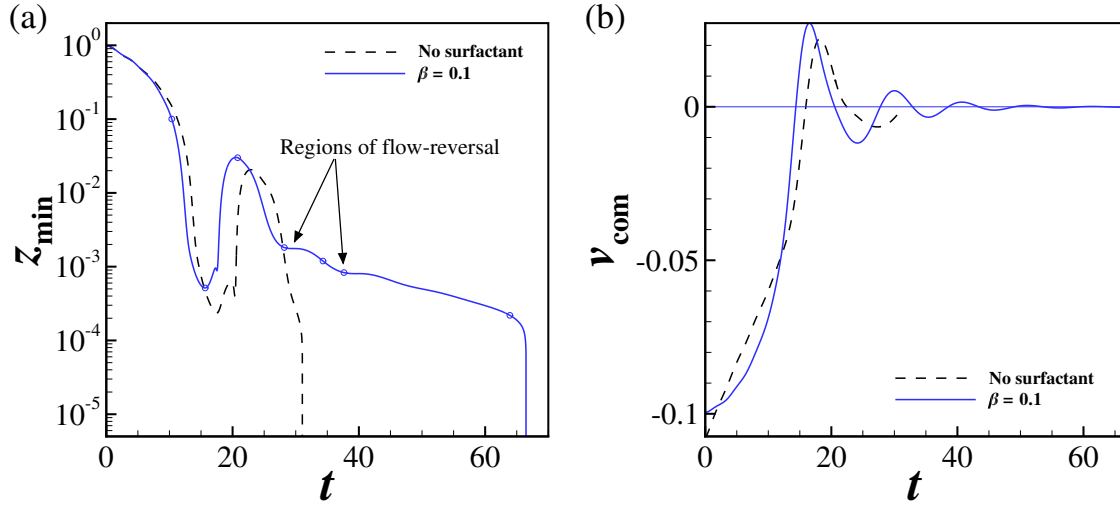 (a)
No surfactant
β = 0.1
Regions of flow-reversal
10^0
10^-1
10^-2
10^-3
10^-4
10^-5
z_min
0 20 40 60
t
(b)
0
-0.05
-0.1
v_com
No surfactant
β = 0.1
0 20 40 60
t